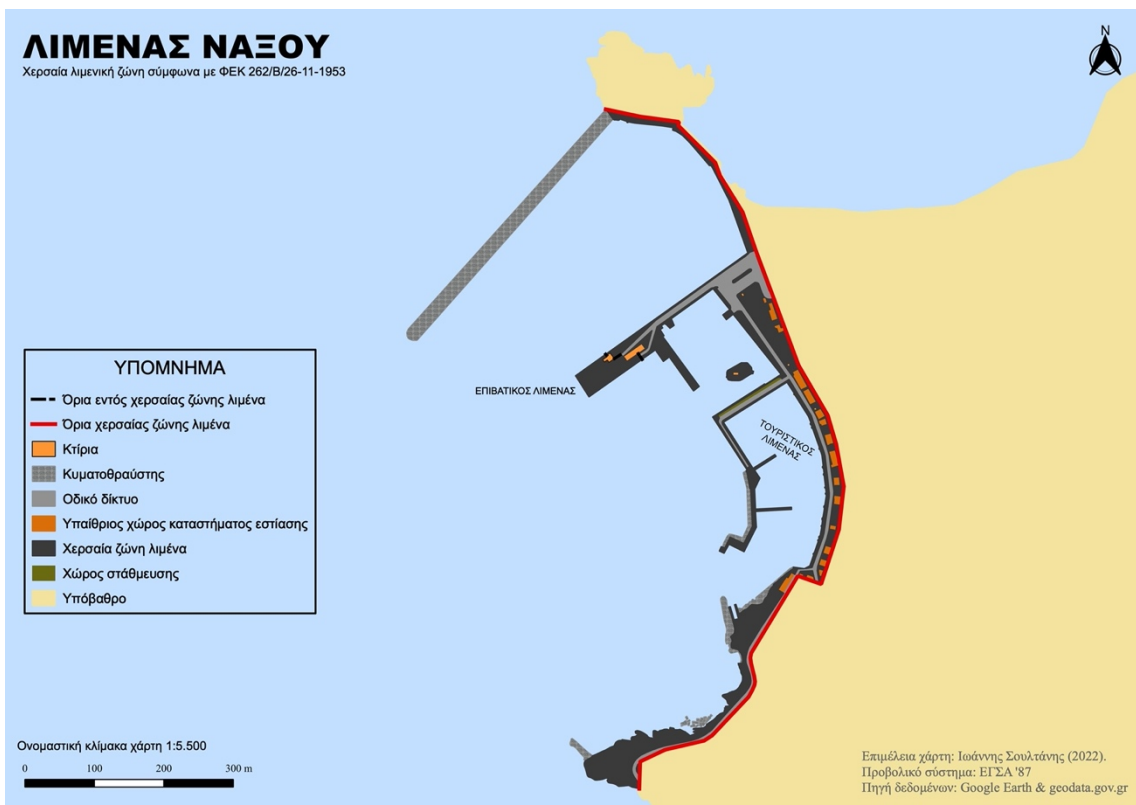 ΛΙΜΕΝΑΣ ΝΑΞΟΥ
Χερσαία λιμενική ζώνη σύμφωνα με ΦΕΚ 262/Β/26-11-1953
N
ΕΠΙΒΑΤΙΚΟΣ ΛΙΜΕΝΑΣ
ΤΟΥΡΙΣΤΙΚΟΣ
ΛΙΜΕΝΑΣ
ΥΠΟΜΝΗΜΑ
Όρια εντός χερσαίας ζώνης λιμένα
Όρια χερσαίας ζώνης λιμένα
Κτίρια
Κυματοθραύστης
Οδικό δίκτυο
Υπαίθριος χώρος καταστήματος εστίασης
Χερσαία ζώνη λιμένα
Χώρος στάθμευσης
Υπόβαθρο
Ονομαστική κλίμακα χάρτη 1:5.500
0 100 200 300 m
Επιμέλεια χάρτη: Ιωάννης Σουλτάνης (2022).
Προβολικό σύστημα: ΕΓΣΑ '87
Πηγή δεδομένων: Google Earth & geodata.gov.gr